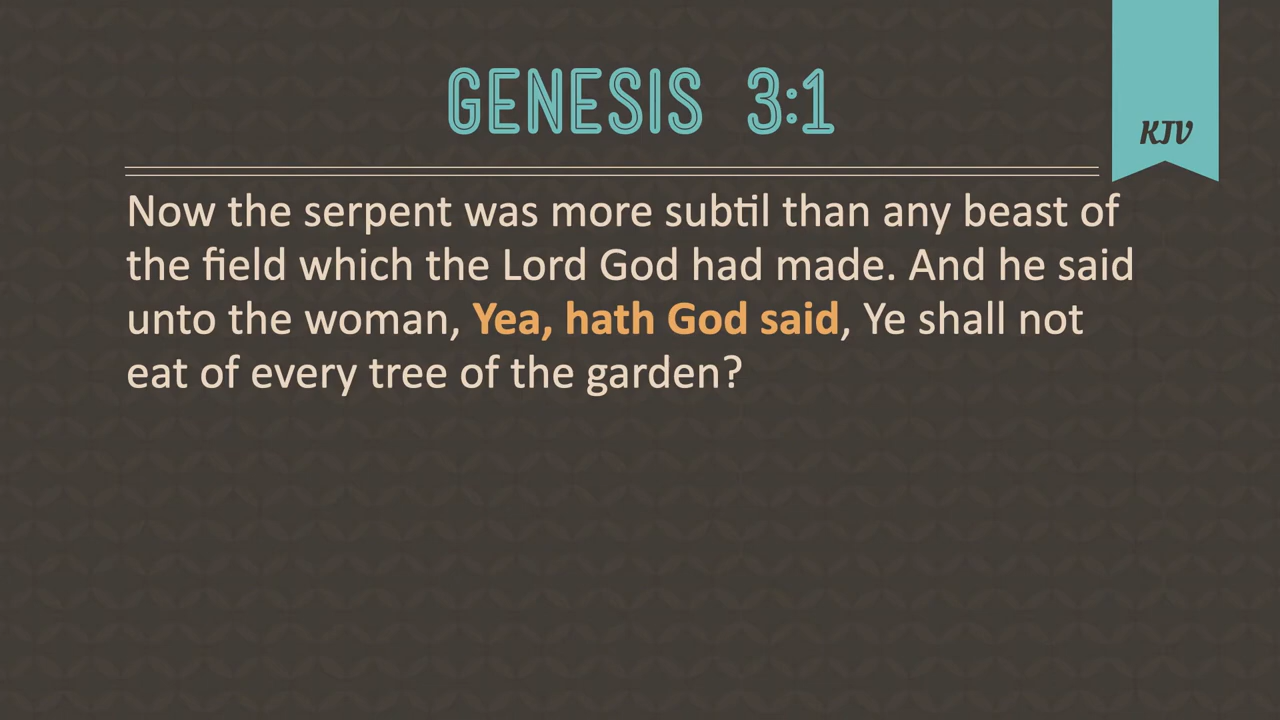 GENESIS 3:1
KJV
Now the serpent was more subtil than any beast of
the field which the Lord God had made. And he said
unto the woman, Yea, hath God said, Ye shall not
eat of every tree of the garden?